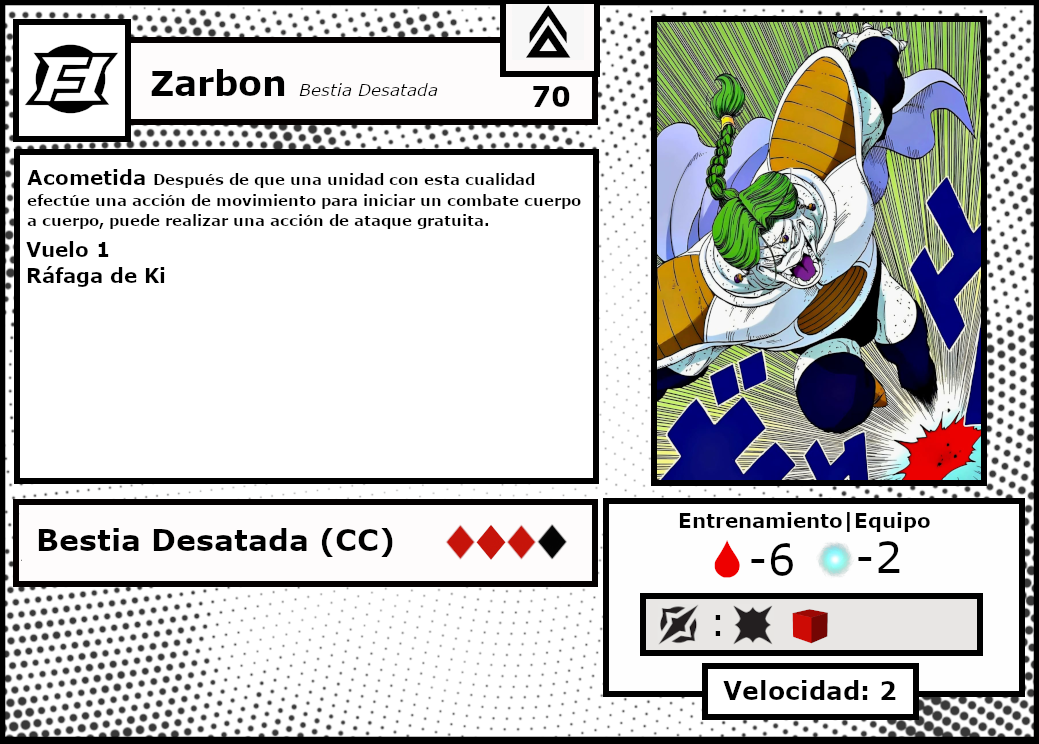 Zarbon Bestia Desatada
70
Acometida Después de que una unidad con esta cualidad
efectúe una acción de movimiento para iniciar un combate cuerpo
a cuerpo, puede realizar una acción de ataque gratuita.
Vuelo 1
Ráfaga de Ki
Bestia Desatada (CC)
Entrenamiento|Equipo
-6 -2
:
Velocidad: 2